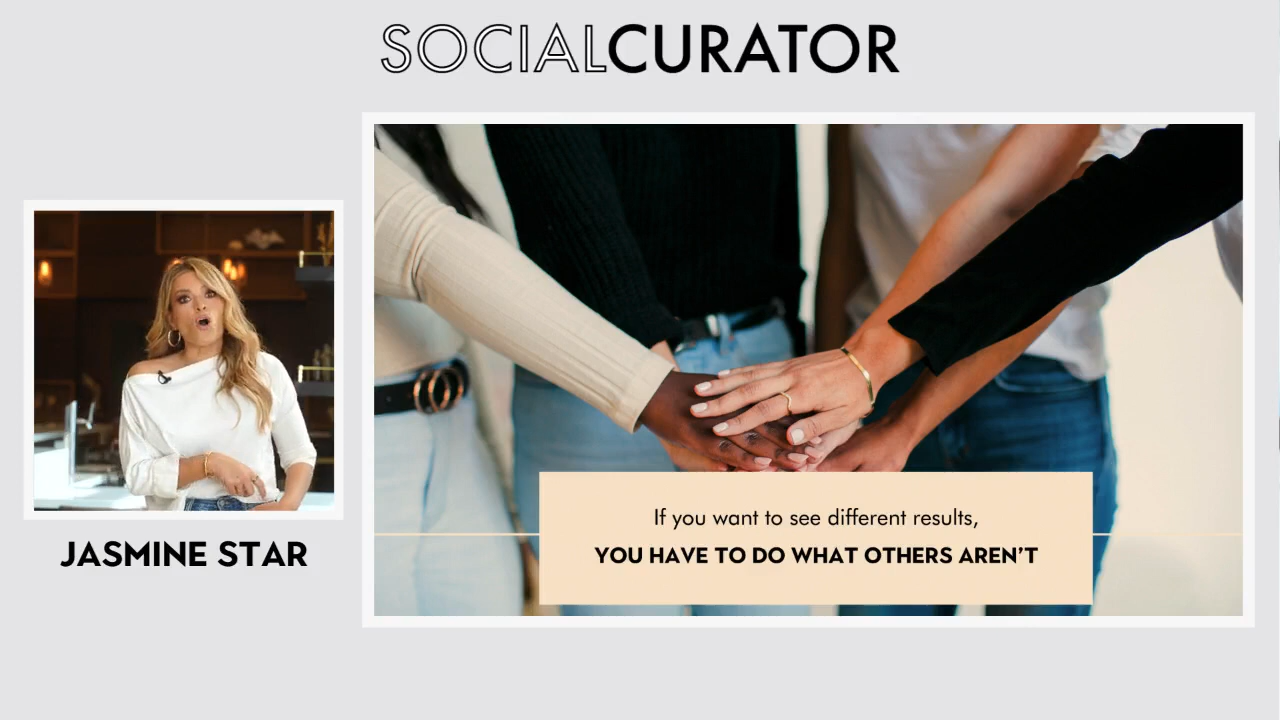 SOCIALCURATOR
JASMINE STAR
If you want to see different results,
YOU HAVE TO DO WHAT OTHERS AREN'T